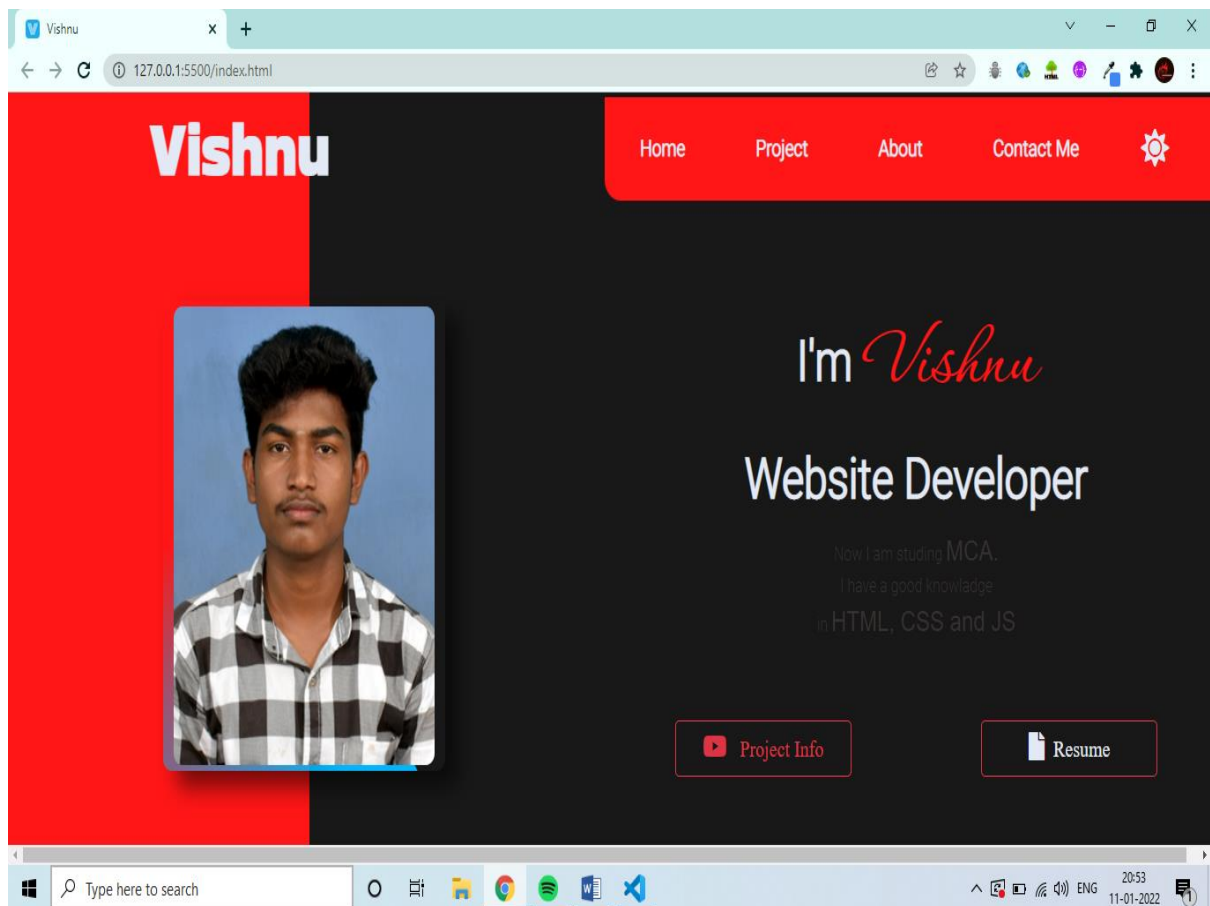 Vishnu
127.0.0.1:5500/index.html
Vishnu
Home Project About Contact Me
I'm Vishnu
Website Developer
Now I am studing MCA.
I have a good knowladge
in HTML, CSS and JS
Project Info Resume
Type here to search
ENG
20:53
11-01-2022
1